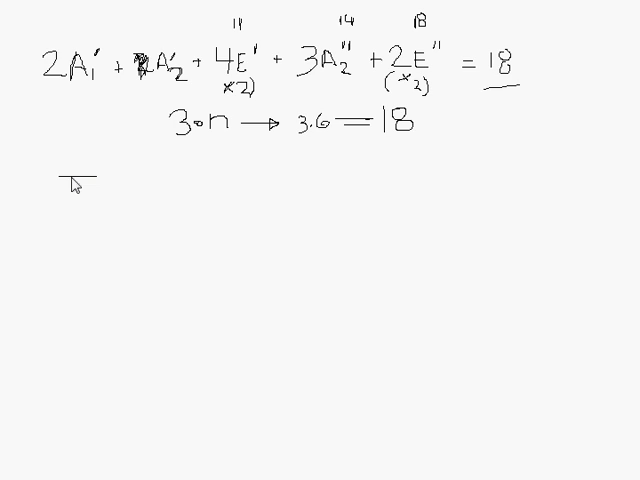 11 14 18
2A₁' + A₂' + 4E' + 3A₂'' + 2E'' = 18
×2) (×2)
3•n → 3.6 = 18